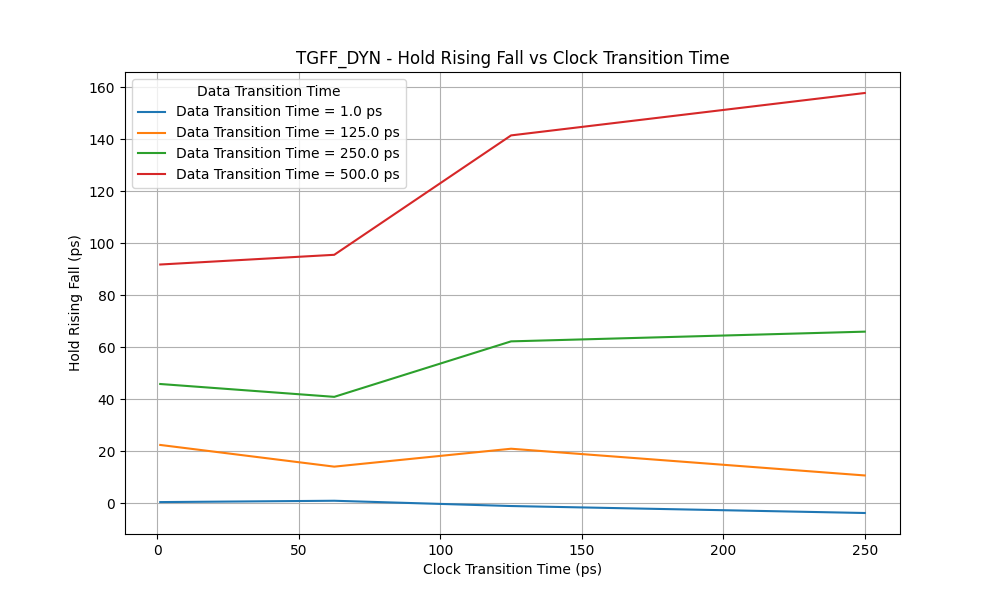 TGFF_DYN - Hold Rising Fall vs Clock Transition Time
Data Transition Time
Data Transition Time = 1.0 ps
Data Transition Time = 125.0 ps
Data Transition Time = 250.0 ps
Data Transition Time = 500.0 ps
160
140
120
100
80
60
40
20
0
Hold Rising Fall (ps)
0 50 100 150 200 250
Clock Transition Time (ps)